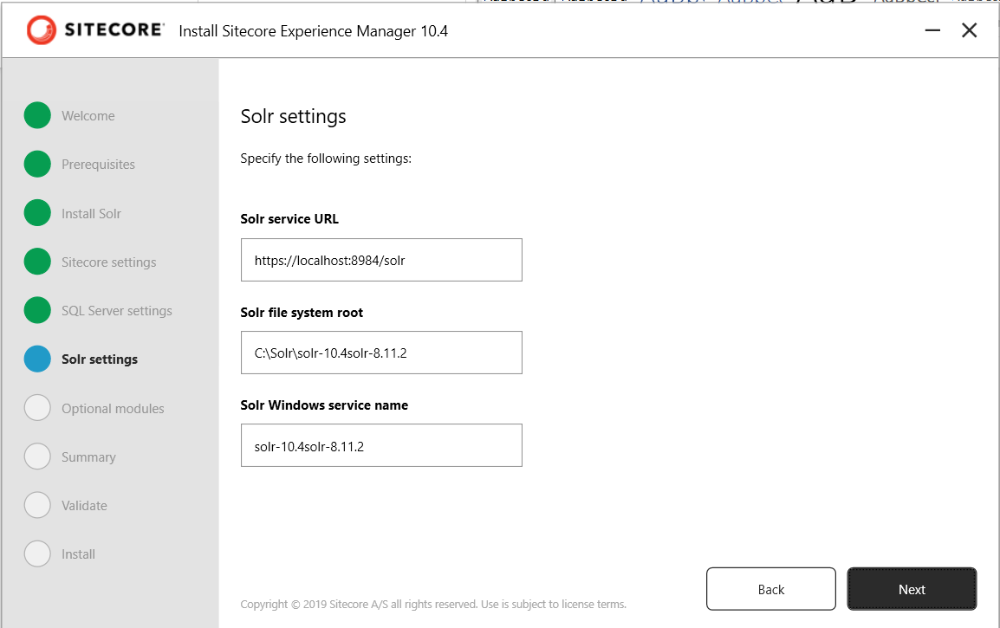 SITECORE Install Sitecore Experience Manager 10.4
Welcome
Prerequisites
Install Solr
Sitecore settings
SQL Server settings
Solr settings
Optional modules
Summary
Validate
Install
Solr settings
Specify the following settings:
Solr service URL
https://localhost:8984/solr
Solr file system root
C:\Solr\solr-10.4solr-8.11.2
Solr Windows service name
solr-10.4solr-8.11.2
Back
Next
Copyright © 2019 Sitecore A/S all rights reserved. Use is subject to license terms.